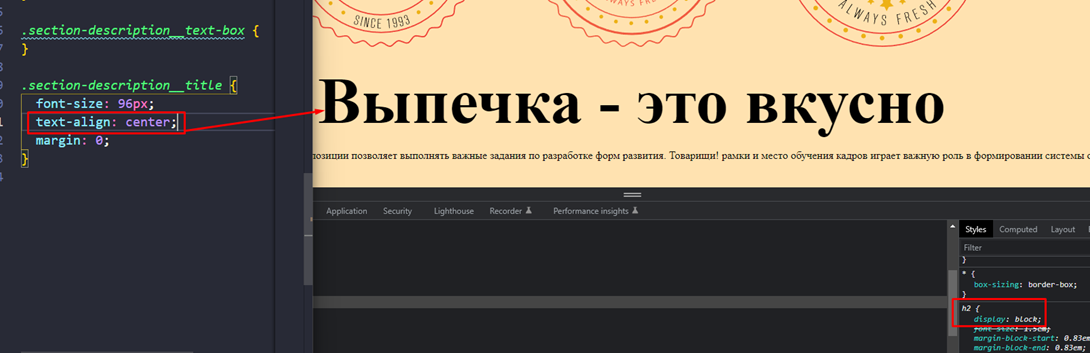 .section-description__text-box {
}
.section-description__title {
font-size: 96px;
text-align: center;
margin: 0;
}
SINCE 1993
ALWAYS FRESH
ALWAYS FRESH
Выпечка - это вкусно
позиции позволяет выполнять важные задания по разработке форм развития. Товарищи! рамки и место обучения кадров играет важную роль в формировании системы
Application Security Lighthouse Recorder Performance insights
Styles Computed Layout
Filter
}
* {
box-sizing: border-box;
}
h2 {
display: block;
font-size: 1.5em;
margin-block-start: 0.83em
margin-block-end: 0.83em;